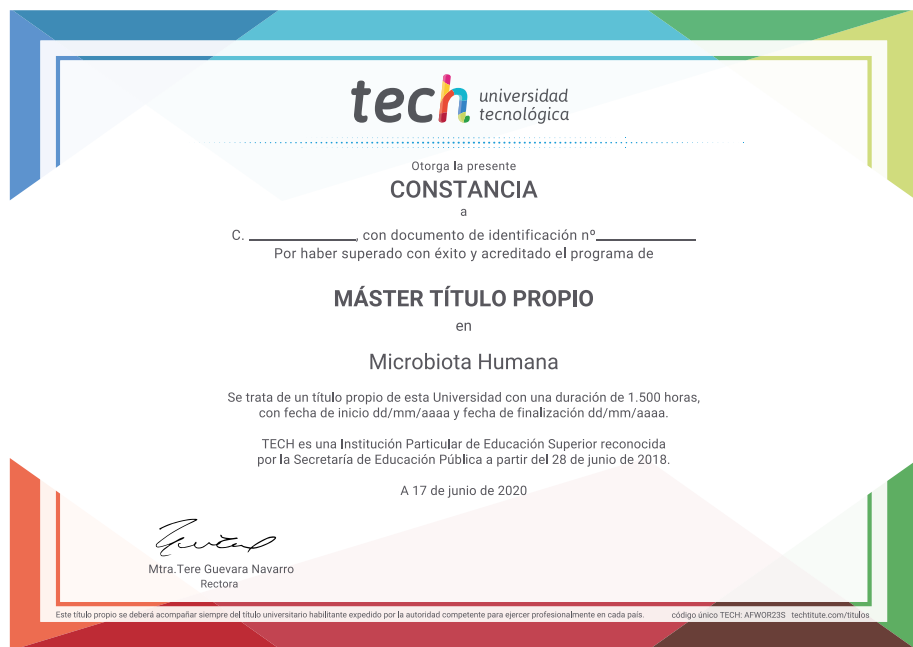 tech universidad
tecnológica
Otorga la presente
CONSTANCIA
a
C. ____________, con documento de identificación nº____________
Por haber superado con éxito y acreditado el programa de
MÁSTER TÍTULO PROPIO
en
Microbiota Humana
Se trata de un título propio de esta Universidad con una duración de 1.500 horas,
con fecha de inicio dd/mm/aaaa y fecha de finalización dd/mm/aaaa.
TECH es una Institución Particular de Educación Superior reconocida
por la Secretaría de Educación Pública a partir del 28 de junio de 2018.
A 17 de junio de 2020
Mtra.Tere Guevara Navarro
Rectora
Este título propio se deberá acompañar siempre del título universitario habilitante expedido por la autoridad competente para ejercer profesionalmente en cada país. código único TECH: AFWOR23S techtitute.com/titulos